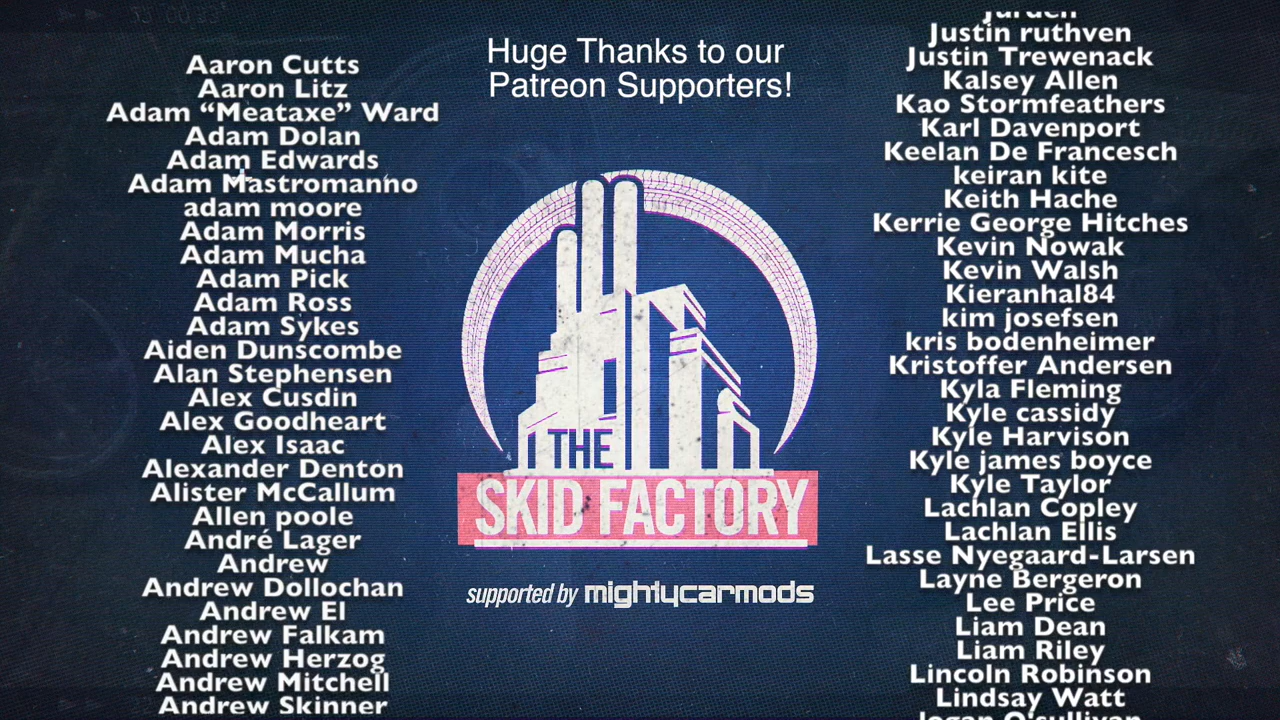 Huge Thanks to our
Patreon Supporters!
Aaron Cutts
Aaron Litz
Adam “Meataxe” Ward
Adam Dolan
Adam Edwards
Adam Mastromanno
adam moore
Adam Morris
Adam Mucha
Adam Pick
Adam Ross
Adam Sykes
Aiden Dunscombe
Alan Stephensen
Alex Cusdin
Alex Goodheart
Alex Isaac
Alexander Denton
Alister McCallum
Allen poole
André Lager
Andrew
Andrew Dollochan
Andrew El
Andrew Falkam
Andrew Herzog
Andrew Mitchell
Andrew Skinner
THE
SKID FACTORY
supported by mightycarmods
Justin ruthven
Justin Trewenack
Kalsey Allen
Kao Stormfeathers
Karl Davenport
Keelan De Francesch
keiran kite
Keith Hache
Kerrie George Hitches
Kevin Nowak
Kevin Walsh
Kieranhal84
kim josefsen
kris bodenheimer
Kristoffer Andersen
Kyla Fleming
Kyle cassidy
Kyle Harvison
Kyle james boyce
Kyle Taylor
Lachlan Copley
Lachlan Ellis
Lasse Nyegaard-Larsen
Layne Bergeron
Lee Price
Liam Dean
Liam Riley
Lincoln Robinson
Lindsay Watt